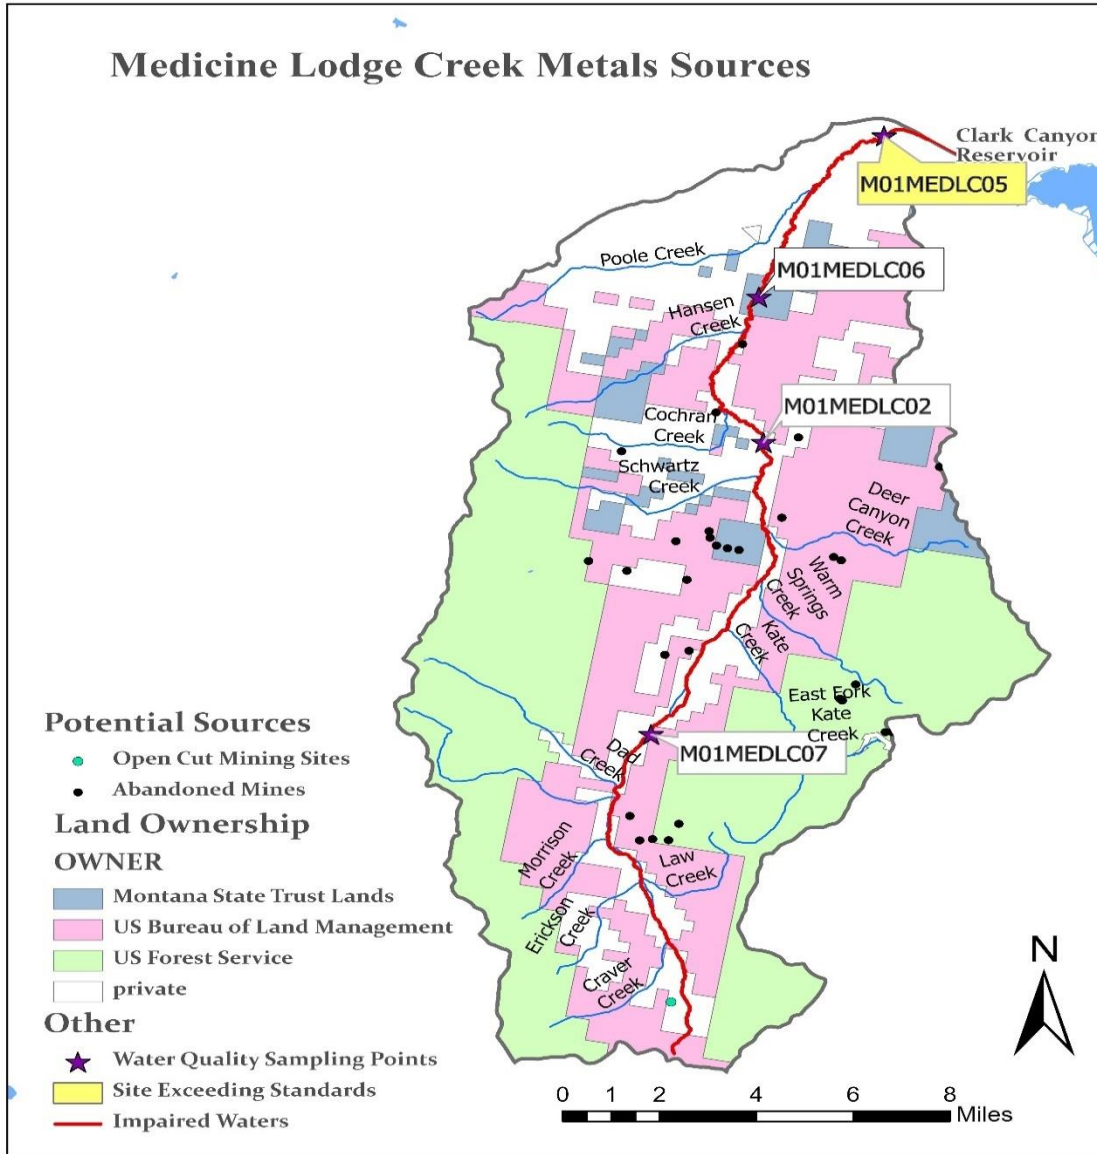 Medicine Lodge Creek Metals Sources
Clark Canyon
Reservoir
M01MEDLC05
Poole Creek
M01MEDLC06
Hansen
Creek
M01MEDLC02
Cochran
Creek
Schwartz
Creek
Deer
Canyon
Creek
Warm
Springs
Creek
Kate
Creek
East Fork
Kate
Creek
Dad
Creek
M01MEDLC07
Morrison
Creek
Law
Creek
Erickson
Creek
Craver
Creek
Potential Sources
Open Cut Mining Sites
Abandoned Mines
Land Ownership
OWNER
Montana State Trust Lands
US Bureau of Land Management
US Forest Service
private
Other
Water Quality Sampling Points
Site Exceeding Standards
Impaired Waters
N
0 1 2 4 6 8
Miles